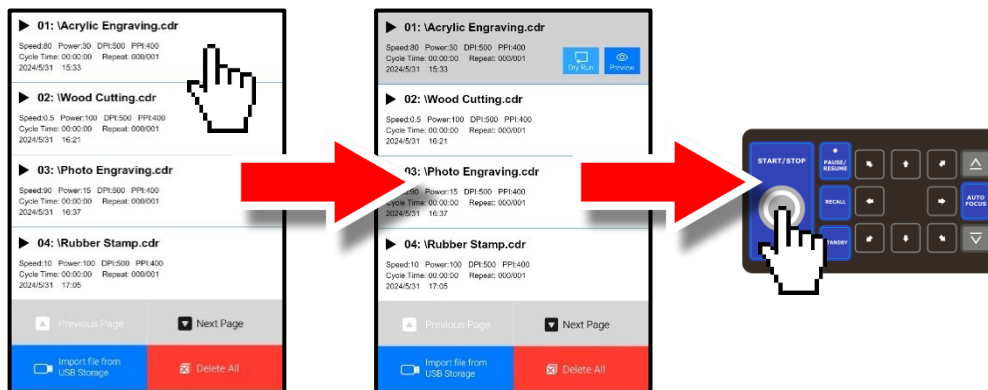 01: \Acrylic Engraving.cdr
Speed:80 Power:30 DPI:500 PPI:400
Cycle Time: 00:00:00 Repeat: 000/001
2024/5/31 15:33
02: \Wood Cutting.cdr
Speed:0.5 Power:100 DPI:500 PPI:400
Cycle Time: 00:00:00 Repeat: 000/001
2024/5/31 16:21
03: \Photo Engraving.cdr
Speed:90 Power:15 DPI:500 PPI:400
Cycle Time: 00:00:00 Repeat: 000/001
2024/5/31 16:37
04: \Rubber Stamp.cdr
Speed:10 Power:100 DPI:500 PPI:400
Cycle Time: 00:00:00 Repeat: 000/001
2024/5/31 17:05
Previous Page
Next Page
Import file from
USB Storage
Delete All
01: \Acrylic Engraving.cdr
Speed:80 Power:30 DPI:500 PPI:400
Cycle Time: 00:00:00 Repeat: 000/001
2024/5/31 15:33
Dry Run
Preview
02: \Wood Cutting.cdr
Speed:0.5 Power:100 DPI:500 PPI:400
Cycle Time: 00:00:00 Repeat: 000/001
2024/5/31 16:21
03: \Photo Engraving.cdr
Power:15 DPI:500 PPI:400
Time: 00:00:00 Repeat: 000/001
16:37
04: \Rubber Stamp.cdr
Speed:10 Power:100 DPI:500 PPI:400
Cycle Time: 00:00:00 Repeat: 000/001
2024/5/31 17:05
Previous Page
Next Page
Import file from
USB Storage
Delete All
START/STOP
PAUSE/
RESUME
RECALL
AUTO
FOCUS